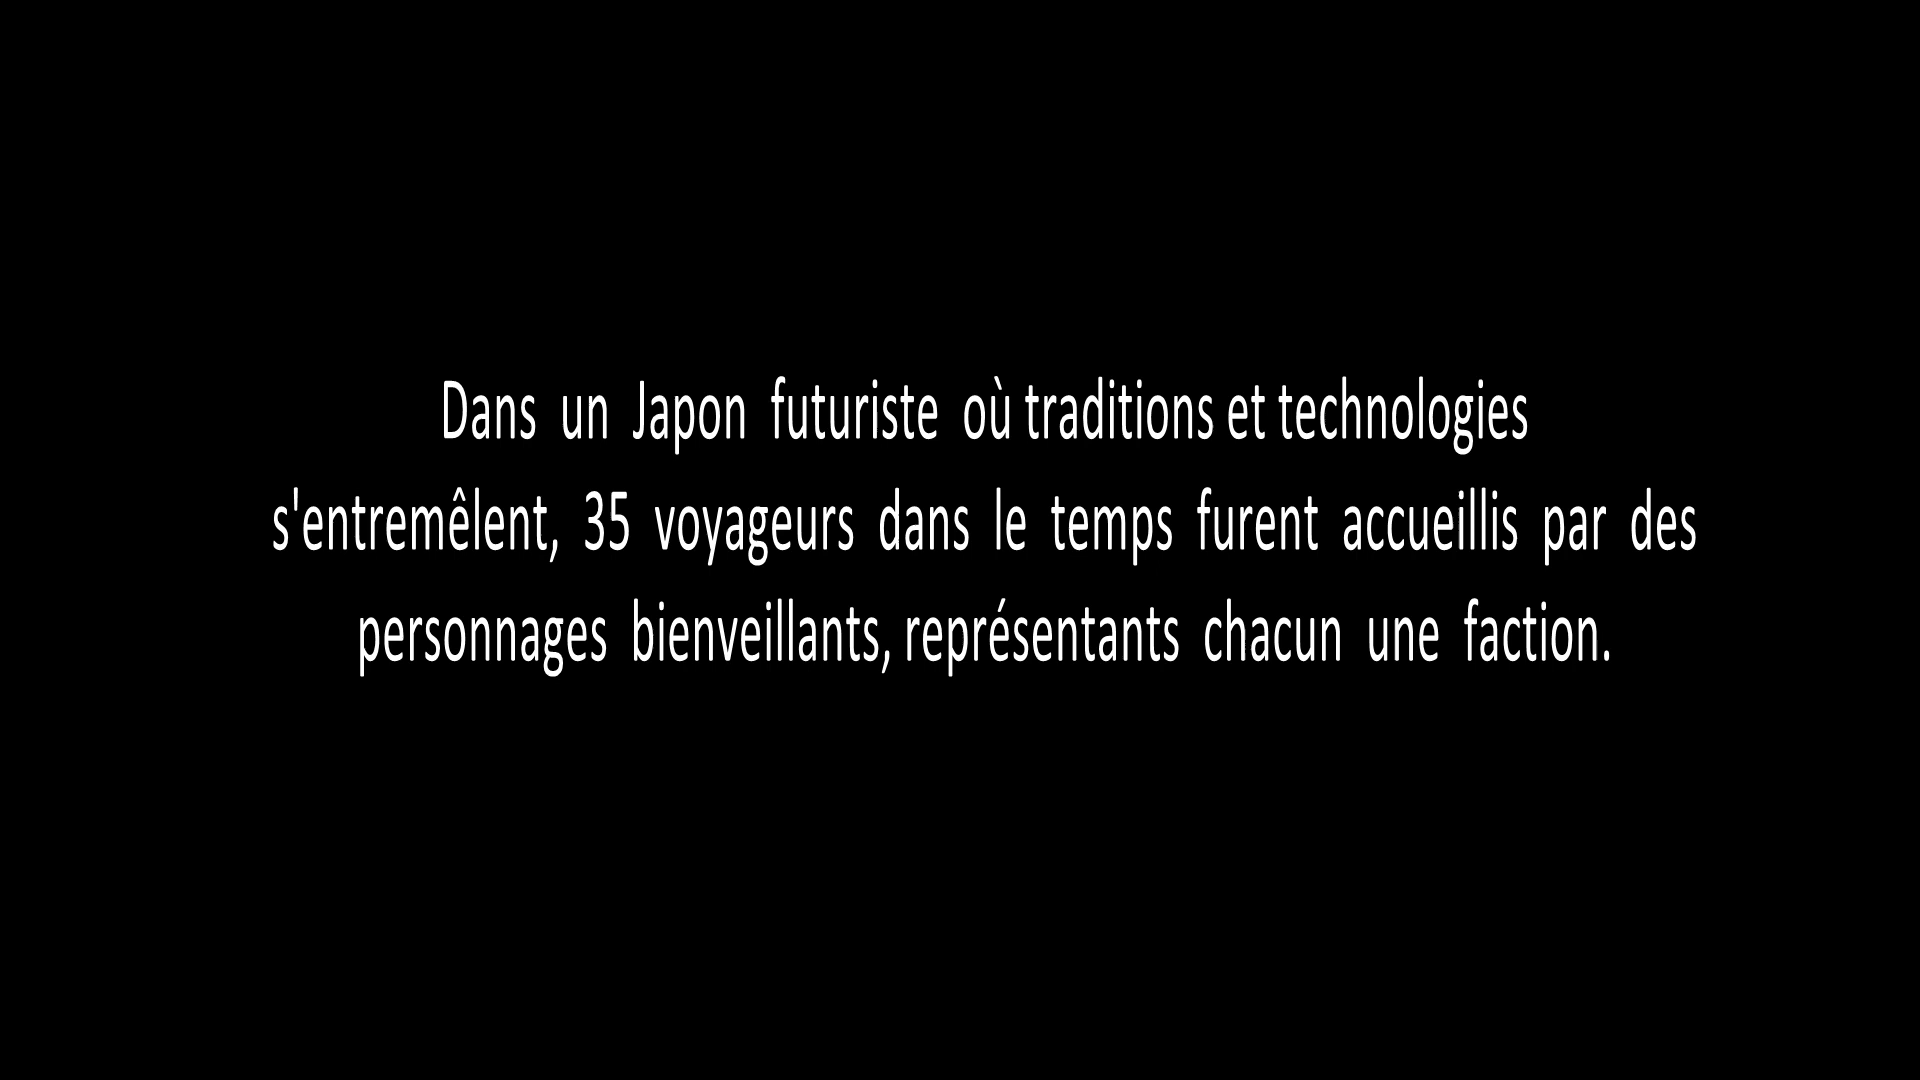 Dans un Japon futuriste où traditions et technologies
s'entremêlent, 35 voyageurs dans le temps furent accueillis par des
personnages bienveillants, représentants chacun une faction.